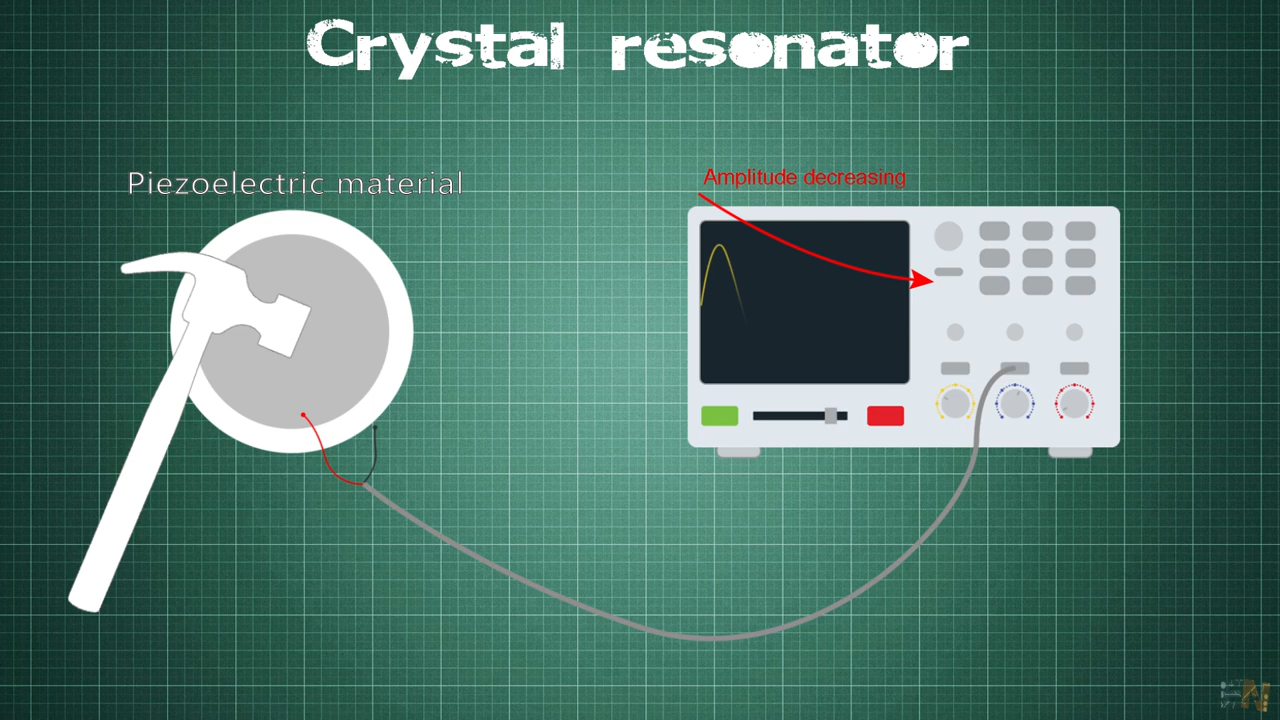 Crystal resonator
Piezoelectric material
Amplitude decreasing